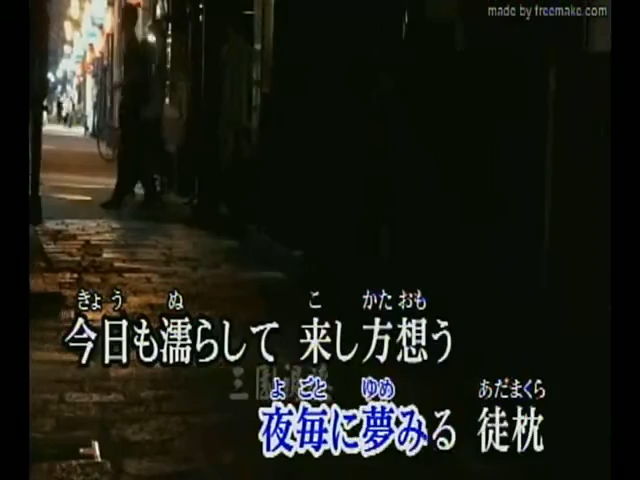 made by freemake.com
きょう ぬ こ かた おも
今日も濡らして 来し方想う
よ ごと ゆめ あだまくら
夜毎に夢みる 徒枕